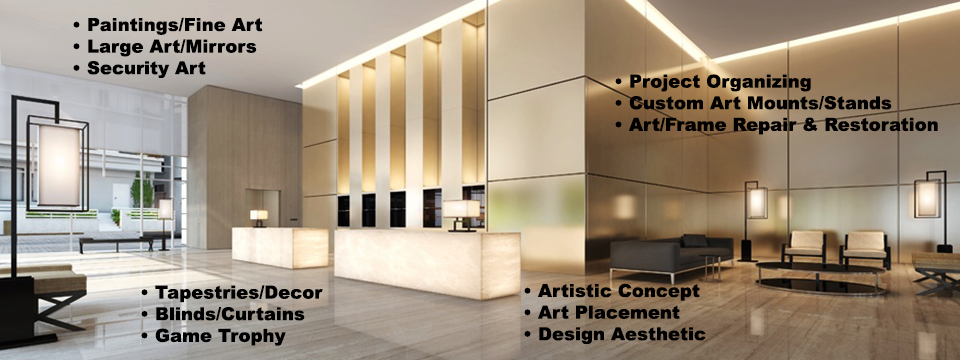 • Paintings/Fine Art
• Large Art/Mirrors
• Security Art
• Project Organizing
• Custom Art Mounts/Stands
• Art/Frame Repair & Restoration
• Tapestries/Decor
• Blinds/Curtains
• Game Trophy
• Artistic Concept
• Art Placement
• Design Aesthetic